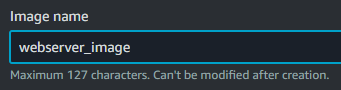 Image name
webserver_image
Maximum 127 characters. Can't be modified after creation.